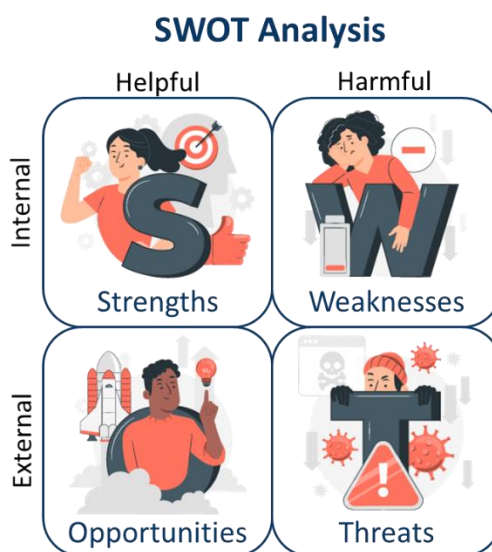 SWOT Analysis
Helpful Harmful
Internal
S W
Strengths Weaknesses
External
O T
!
Opportunities Threats